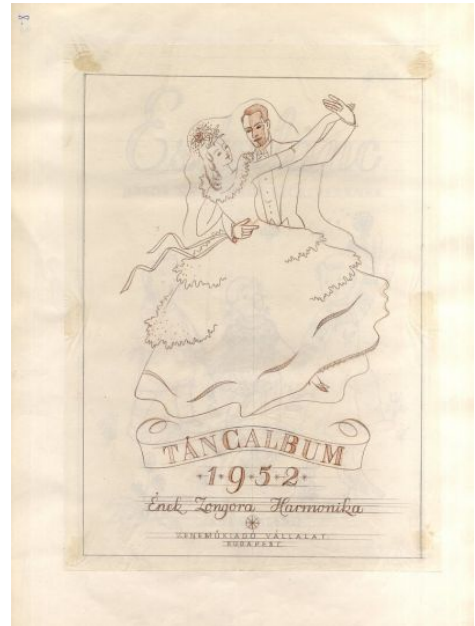 TÁNCALBUM
1·9·5·2
Ének Zongora Harmonika
ZENEMŰKIADÓ VÁLLALAT
BUDAPEST